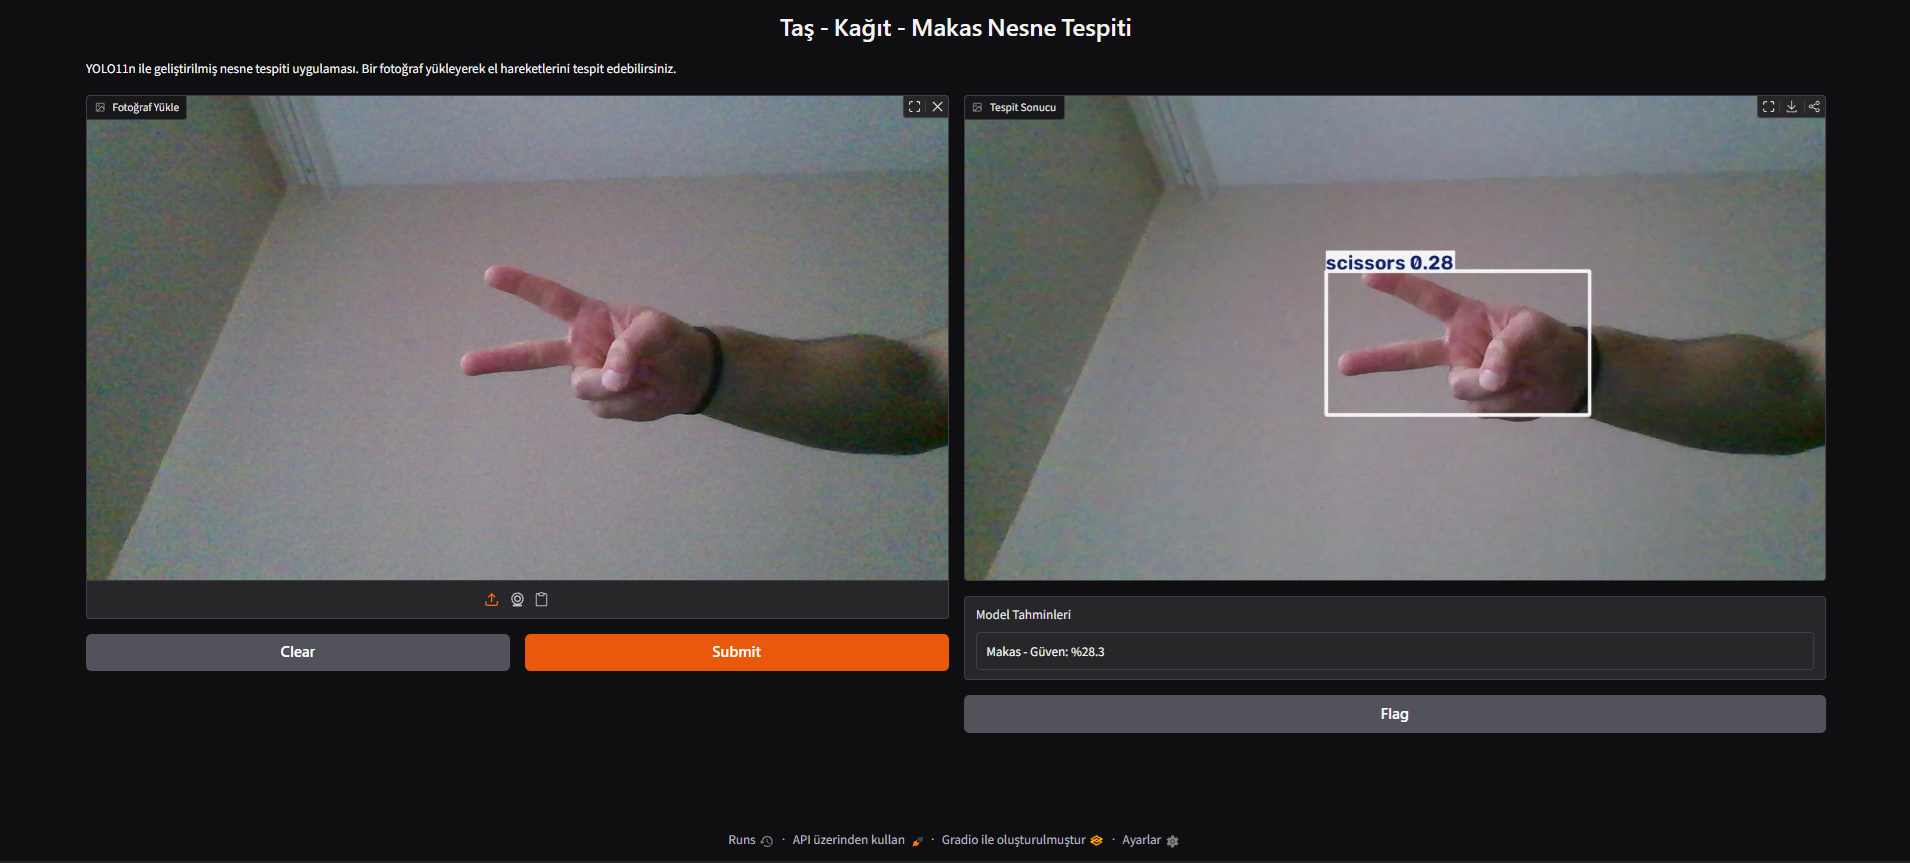 Taş - Kağıt - Makas Nesne Tespiti
YOLO11n ile geliştirilmiş nesne tespiti uygulaması. Bir fotoğraf yükleyerek el hareketlerini tespit edebilirsiniz.
Fotoğraf Yükle
Clear
Submit
Tespit Sonucu
scissors 0.28
Model Tahminleri
Makas - Güven: %28.3
Flag
Runs · API üzerinden kullan · Gradio ile oluşturulmuştur · Ayarlar